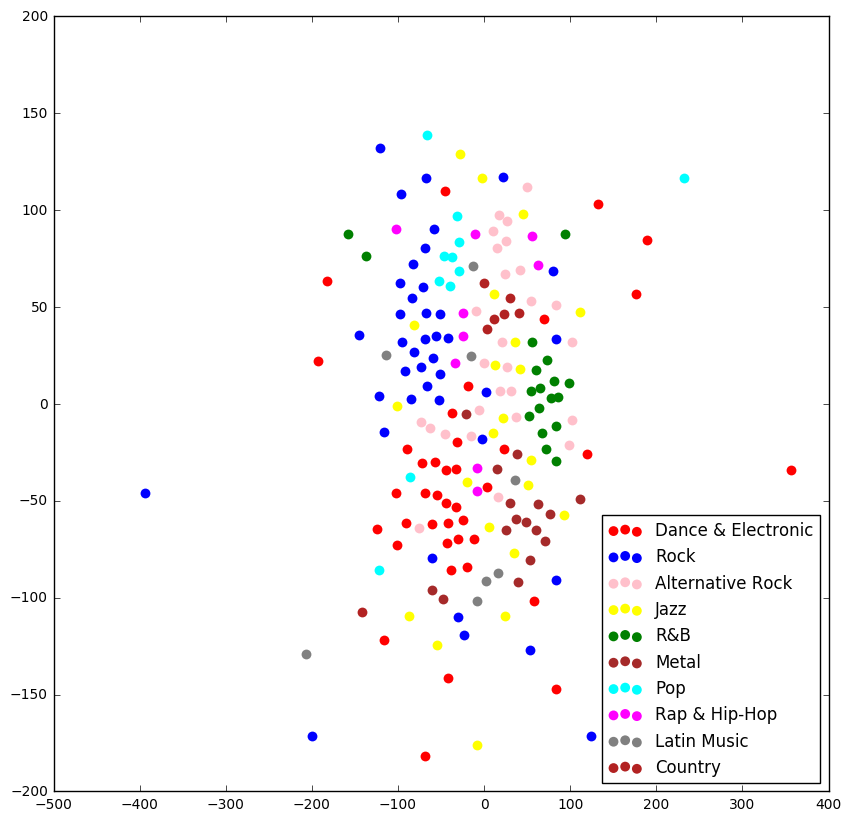 200
150
100
50
0
−50
−100
−150
−200
−500
−400
−300
−200
−100
0
100
200
300
400
Dance & Electronic
Rock
Alternative Rock
Jazz
R&B
Metal
Pop
Rap & Hip-Hop
Latin Music
Country